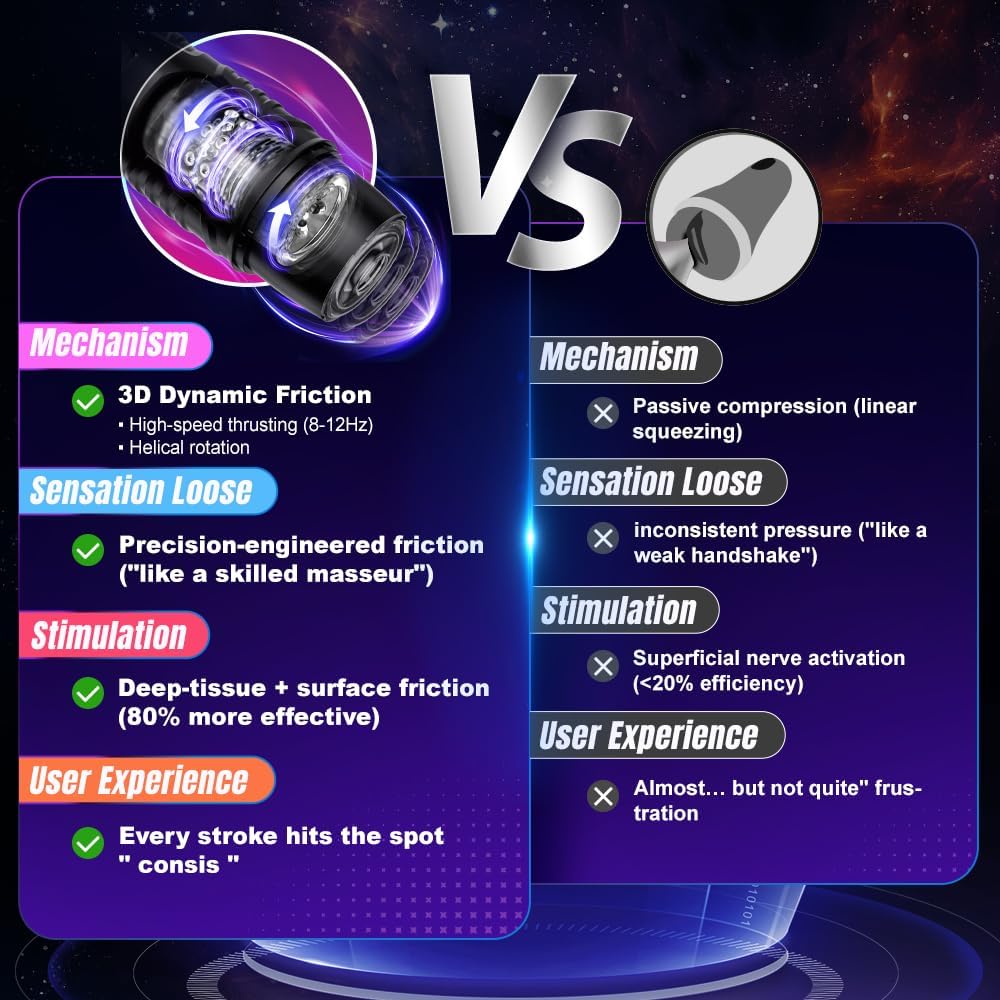 VS
Mechanism
3D Dynamic Friction
▪ High-speed thrusting (8-12Hz)
▪ Helical rotation
Sensation Loose
Precision-engineered friction
("like a skilled masseur")
Stimulation
Deep-tissue + surface friction
(80% more effective)
User Experience
Every stroke hits the spot
" consis "
Mechanism
Passive compression (linear
squeezing)
Sensation Loose
inconsistent pressure ("like a
weak handshake")
Stimulation
Superficial nerve activation
(<20% efficiency)
User Experience
Almost... but not quite" frus-
tration
010101